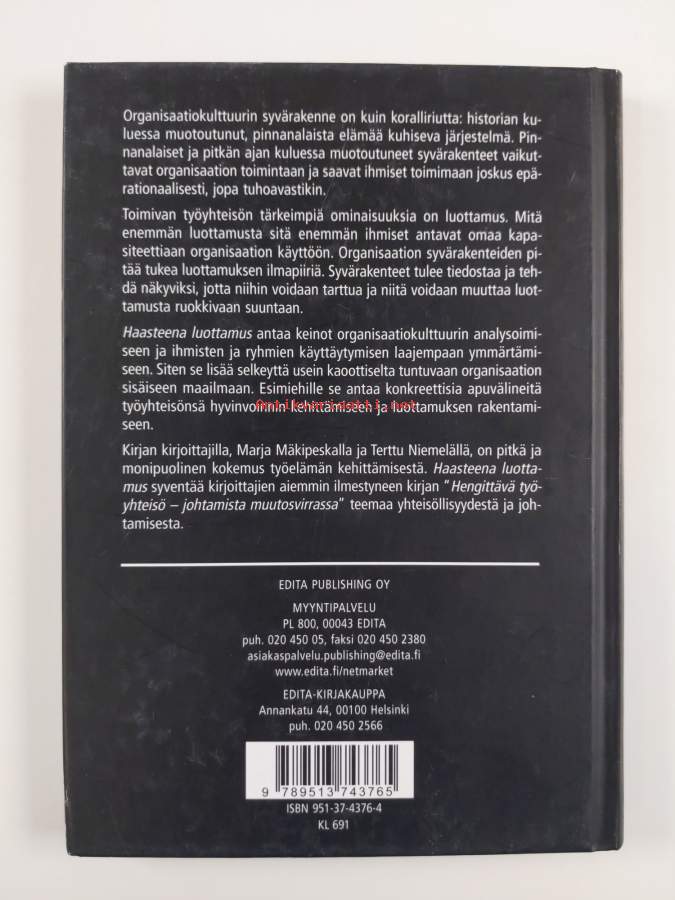 Organisaatiokulttuurin syvärakenne on kuin koralliriutta: historian ku-
luessa muotoutunut, pinnanalaista elämää kuhiseva järjestelmä. Pin-
nanalaiset ja pitkän ajan kuluessa muotoutuneet syvärakenteet vaikut-
tavat organisaation toimintaan ja saavat ihmiset toimimaan joskus epä-
rationaalisesti, jopa tuhoavastikin.
Toimivan työyhteisön tärkeimpiä ominaisuuksia on luottamus. Mitä
enemmän luottamusta sitä enemmän ihmiset antavat omaa kapa-
siteettiaan organisaation käyttöön. Organisaation syvärakenteiden pi-
tää tukea luottamuksen ilmapiiriä. Syvärakenteet tulee tiedostaa ja teh-
dä näkyviksi, jotta niihin voidaan tarttua ja niitä voidaan muuttaa luot-
tamusta ruokkivaan suuntaan.
Haasteena luottamus antaa keinot organisaatiokulttuurin analysoimi-
seen ja ihmisten ja ryhmien käyttäytymisen laajempaan ymmärtämi-
seen. Siten se lisää selkeyttä usein kaoottiselta tuntuvaan organisaation
sisäiseen maailmaan. Esimiehille se antaa konkreettisia apuvälineitä
työyhteisönsä hyvinvoinnin kehittämiseen ja luottamuksen rakentami-
seen.
Antikvariaatti.net
Kirjan kirjoittajilla, Marja Mäkipeskalla ja Terttu Niemelällä, on pitkä ja
monipuolinen kokemus työelämän kehittämisestä. Haasteena luotta-
mus syventää kirjoittajien aiemmin ilmestyneen kirjan "Hengittävä työ-
yhteisö – johtamista muutosvirrassa" teemaa yhteisöllisyydestä ja joh-
tamisesta.
EDITA PUBLISHING OY
MYYNTIPALVELU
PL 800, 00043 EDITA
puh. 020 450 05, faksi 020 450 2380
asiakaspalvelu.publishing@edita.fi
www.edita.fi/netmarket
EDITA-KIRJAKAUPPA
Annankatu 44, 00100 Helsinki
puh. 020 450 2566
9 789513 743765
ISBN 951-37-4376-4
KL 691